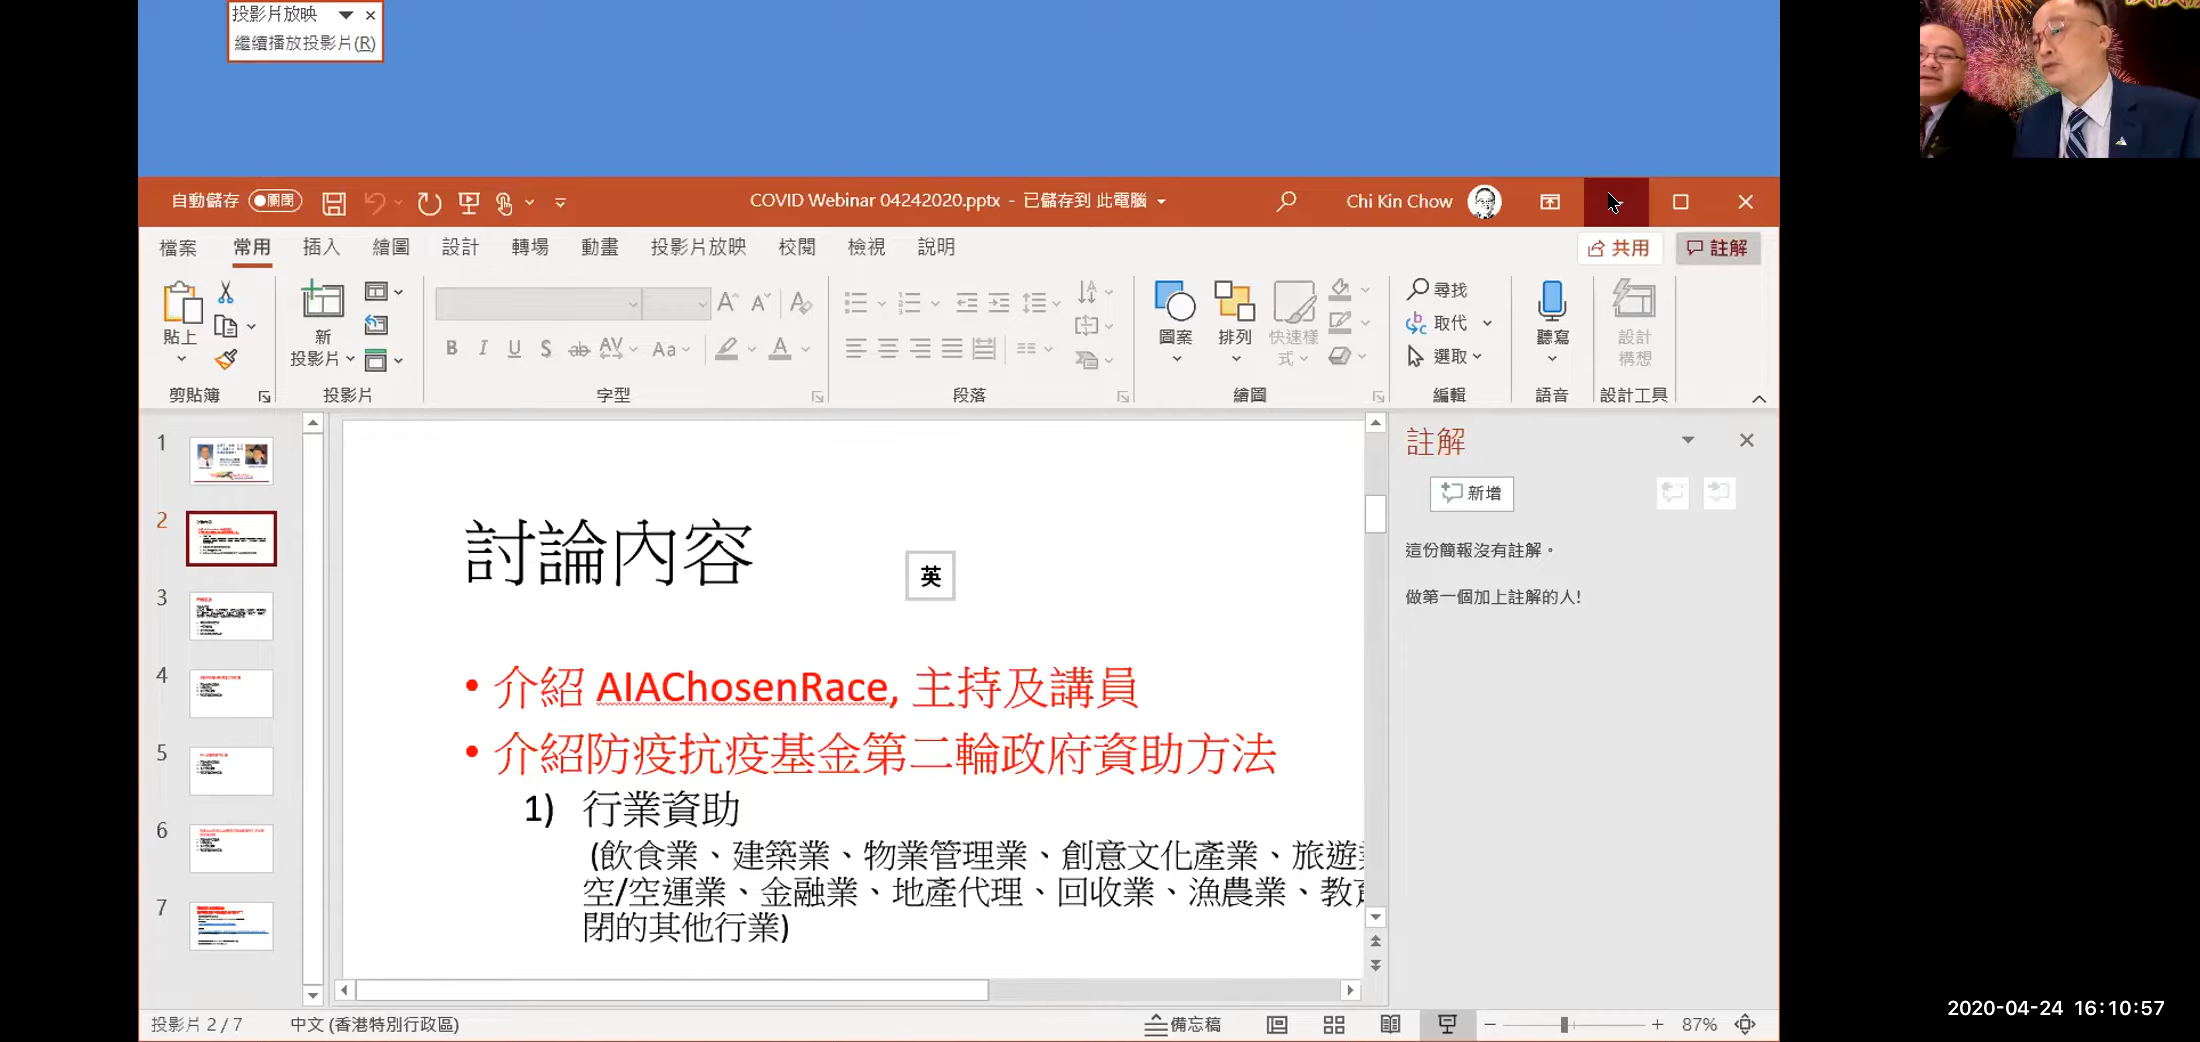 投影片放映
繼續播放投影片(R)
自動儲存 關閉
COVID Webinar 04242020.pptx - 已儲存到 此電腦
Chi Kin Chow
檔案 常用 插入 繪圖 設計 轉場 動畫 投影片放映 校閱 檢視 說明
共用 註解
貼上
剪貼簿
新
投影片
投影片
B I U S ab AV Aa A
字型
段落
圖案 排列 快速樣式
繪圖
尋找
取代
選取
編輯
聽寫
語音
設計
構想
設計工具
1
2
3
4
5
6
7
討論內容
英
• 介紹 AIAChosenRace, 主持及講員
• 介紹防疫抗疫基金第二輪政府資助方法
1) 行業資助
(飲食業、建築業、物業管理業、創意文化產業、旅遊
空/空運業、金融業、地產代理、回收業、漁農業、教
閉的其他行業)
註解
新增
這份簡報沒有註解。
做第一個加上註解的人!
投影片 2 / 7
中文 (香港特別行政區)
備忘稿
87%
2020-04-24 16:10:57